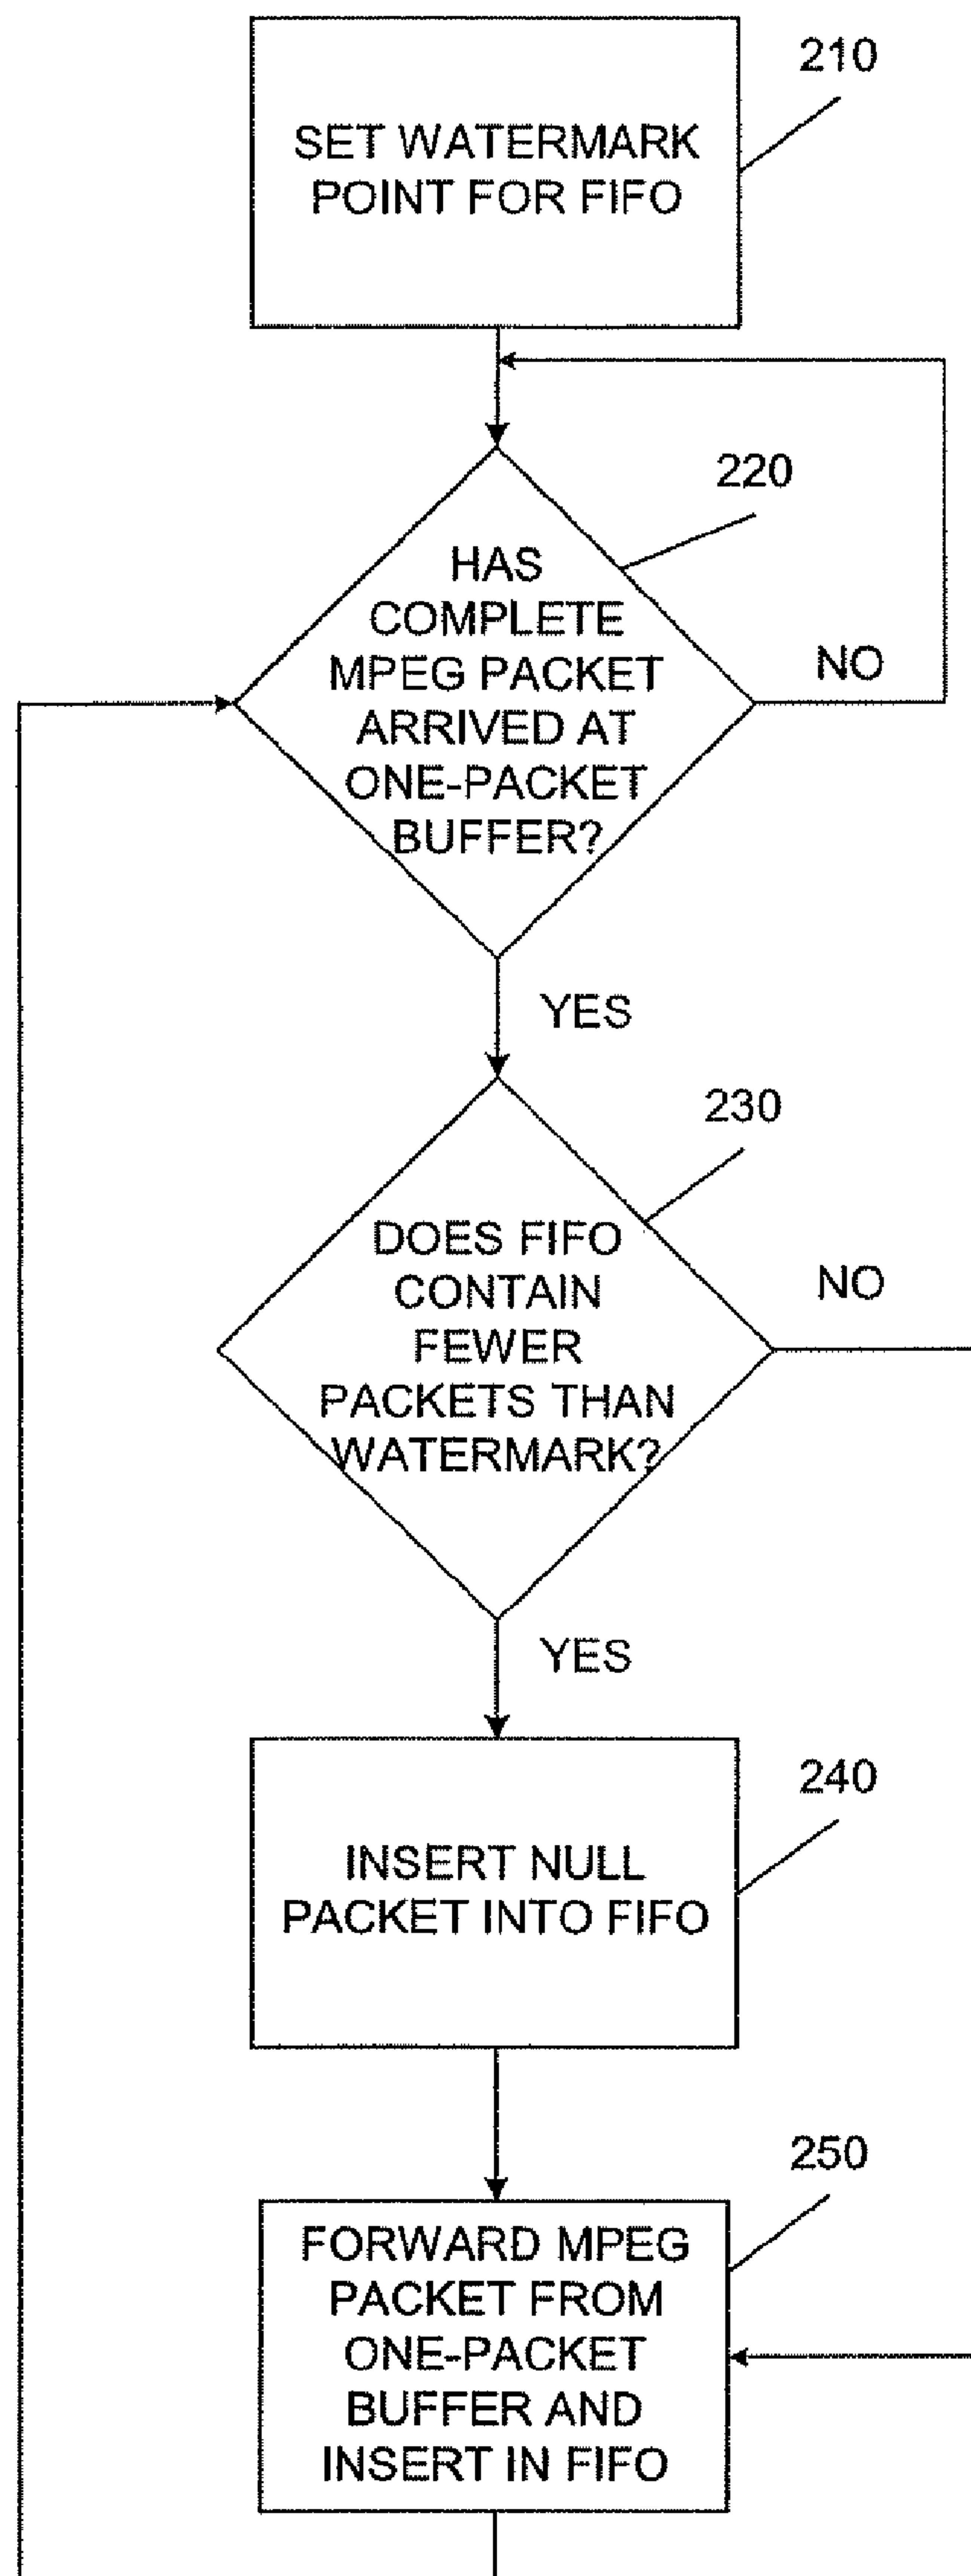 210
SET WATERMARK
POINT FOR FIFO
220
HAS
COMPLETE
MPEG PACKET
ARRIVED AT
ONE-PACKET
BUFFER?
NO
YES
230
DOES FIFO
CONTAIN
FEWER
PACKETS THAN
WATERMARK?
NO
YES
240
INSERT NULL
PACKET INTO FIFO
250
FORWARD MPEG
PACKET FROM
ONE-PACKET
BUFFER AND
INSERT IN FIFO